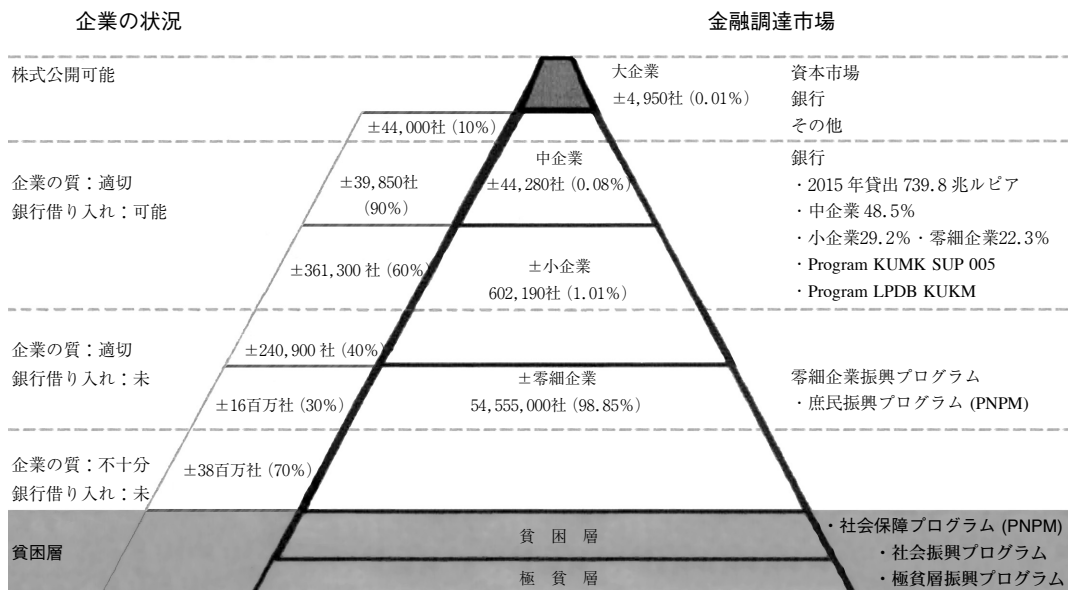 企業の状況
金融調達市場
株式公開可能
大企業
±4,950社 (0.01%)
資本市場
銀行
その他
±44,000社 (10%)
企業の質：適切
銀行借り入れ：可能
±39,850社
(90%)
中企業
±44,280社 (0.08%)
銀行
・2015 年貸出 739.8 兆ルピア
・中企業 48.5%
・小企業29.2%・零細企業22.3%
・Program KUMK SUP 005
・Program LPDB KUKM
±361,300 社 (60%)
±小企業
602,190社 (1.01%)
企業の質：適切
銀行借り入れ：未
±240,900 社 (40%)
±16百万社 (30%)
±零細企業
54,555,000社 (98.85%)
零細企業振興プログラム
・庶民振興プログラム (PNPM)
企業の質：不十分
銀行借り入れ：未
±38百万社 (70%)
貧困層
貧　困　層
極　貧　層
・社会保障プログラム (PNPM)
・社会振興プログラム
・極貧層振興プログラム